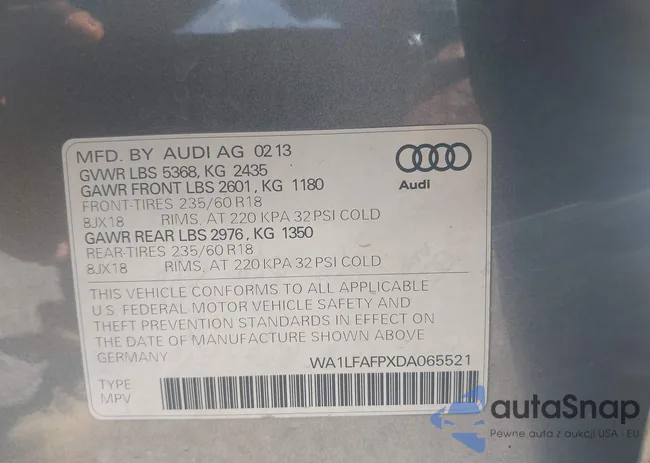 MFD. BY AUDI AG 02 13
GVWR LBS 5368, KG 2435
GAWR FRONT LBS 2601, KG 1180
FRONT-TIRES 235/60 R18
8JX18 RIMS, AT 220 KPA 32 PSI COLD
GAWR REAR LBS 2976, KG 1350
REAR-TIRES 235/60 R18
8JX18 RIMS, AT 220 KPA 32 PSI COLD
Audi
THIS VEHICLE CONFORMS TO ALL APPLICABLE
U.S. FEDERAL MOTOR VEHICLE SAFETY AND
THEFT PREVENTION STANDARDS IN EFFECT ON
THE DATE OF MANUFACTURE SHOWN ABOVE
GERMANY WA1LFAFPXDA065521
TYPE
MPV
autaSnap
Pewne auta z aukcji USA i EU